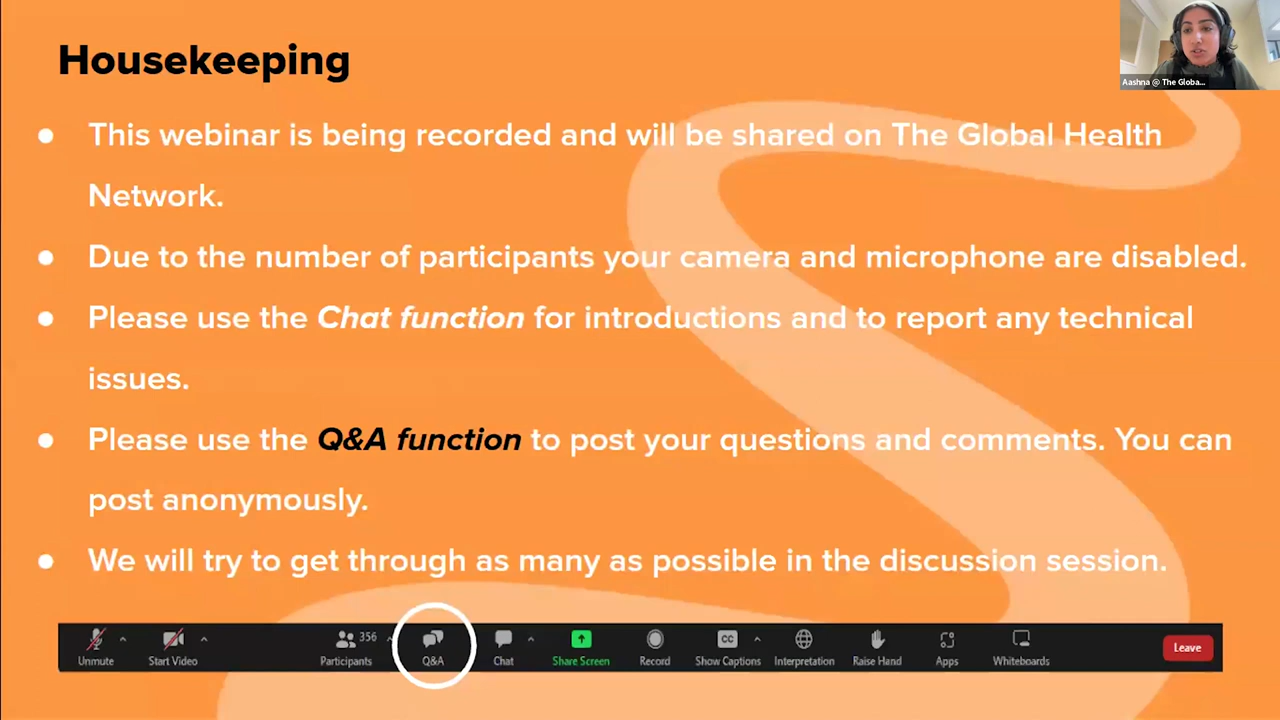 Housekeeping
Aashna @ The Globa...
● This webinar is being recorded and will be shared on The Global Health
Network.
● Due to the number of participants your camera and microphone are disabled.
● Please use the Chat function for introductions and to report any technical
issues.
● Please use the Q&A function to post your questions and comments. You can
post anonymously.
● We will try to get through as many as possible in the discussion session.
356
Unmute Start Video Participants Q&A Chat Share Screen Record CC Show Captions Interpretation Raise Hand Apps Whiteboards Leave